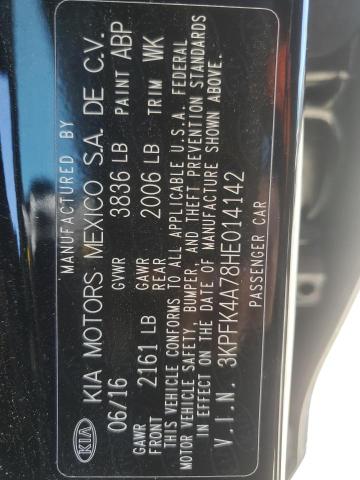 MANUFACTURED BY
KIA KIA MOTORS MEXICO S.A. DE C.V.
06/16 GVWR 3836 LB PAINT ABP
GAWR FRONT 2161 LB GAWR REAR 2006 LB TRIM WK
THIS VEHICLE CONFORMS TO ALL APPLICABLE U.S.A. FEDERAL
MOTOR VEHICLE SAFETY, BUMPER, AND THEFT PREVENTION STANDARDS
IN EFFECT ON THE DATE OF MANUFACTURE SHOWN ABOVE.
V.I.N. 3KPFK4A78HE014142
PASSENGER CAR